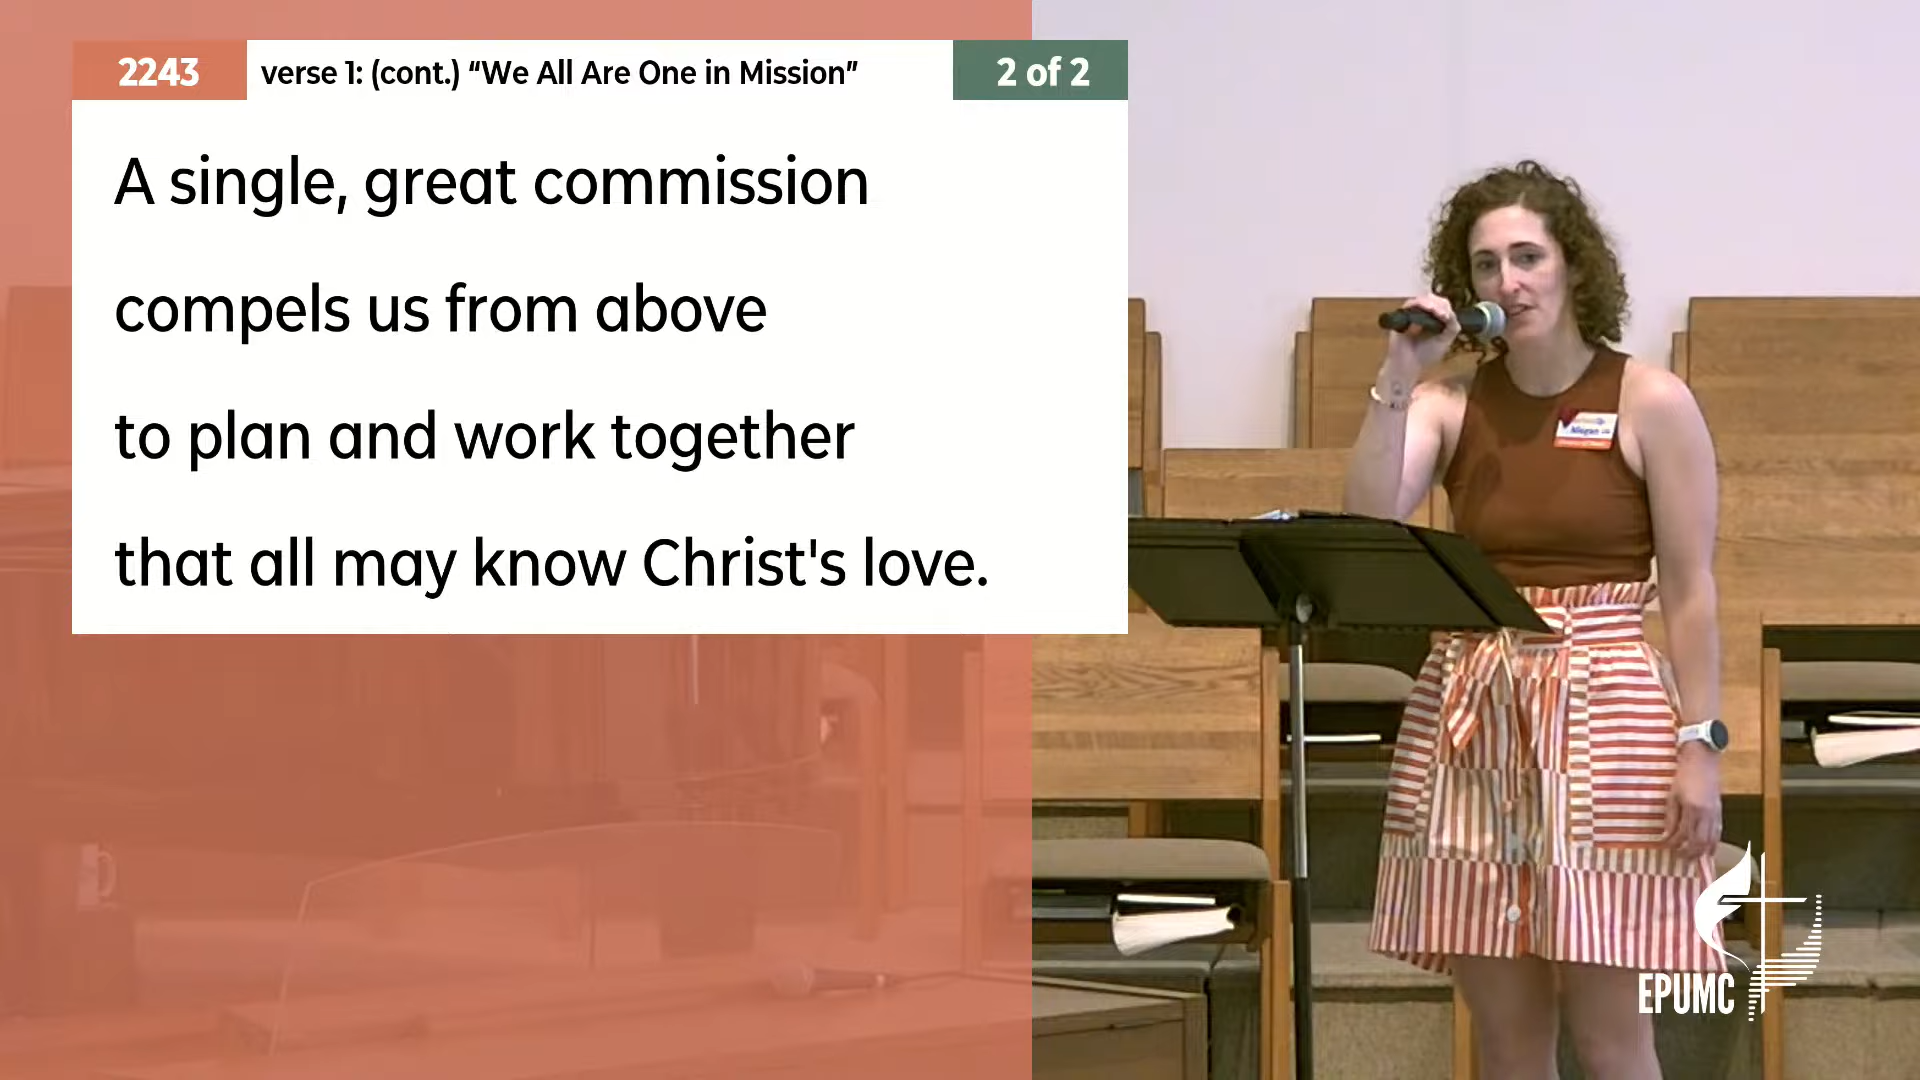 2243
verse 1: (cont.) “We All Are One in Mission”
2 of 2
A single, great commission
compels us from above
to plan and work together
that all may know Christ's love.
EPUMC